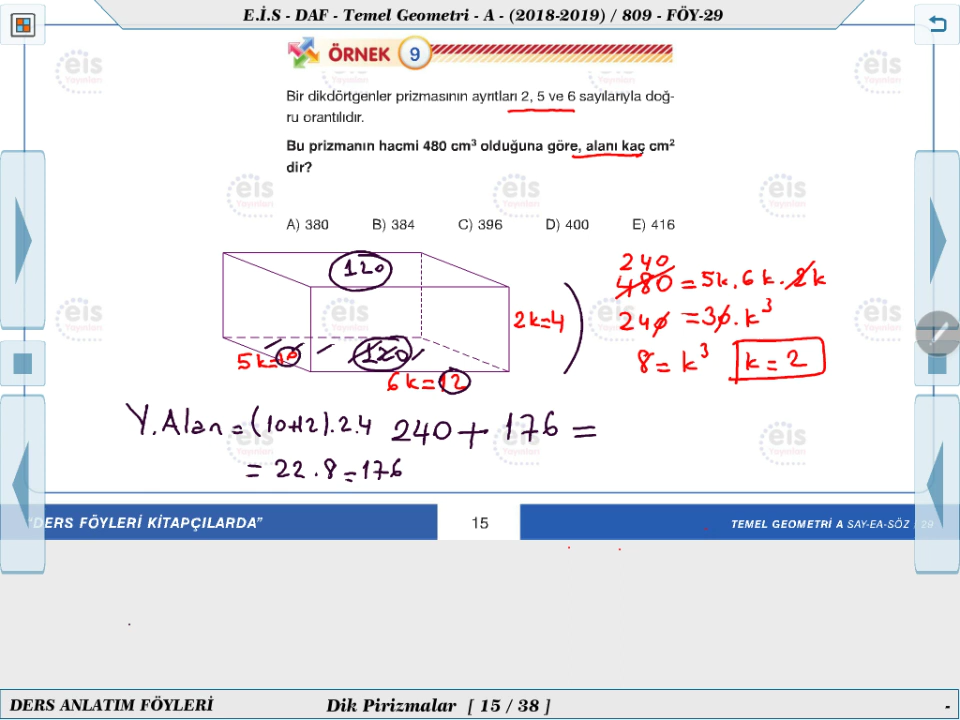 E.İ.S - DAF - Temel Geometri - A - (2018-2019) / 809 - FÖY-29
ÖRNEK 9
eis Yayınları
Bir dikdörtgenler prizmasının ayrıtları 2, 5 ve 6 sayılarıyla doğ-
ru orantılıdır.
Bu prizmanın hacmi 480 cm³ olduğuna göre, alanı kaç cm²
dir?
A) 380 B) 384 C) 396 D) 400 E) 416
120
240
480 = 5k.6k.2k
2k=4
240 = 30.k³
120
5k=10
8=k³ k=2
6k=12
Y.Alan=(10+12).2.4 240+176=
=22.8=176
"DERS FÖYLERİ KİTAPÇILARDA"
15
TEMEL GEOMETRİ A SAY-EA-SÖZ | 29
DERS ANLATIM FÖYLERİ
Dik Pirizmalar [ 15 / 38 ]
-